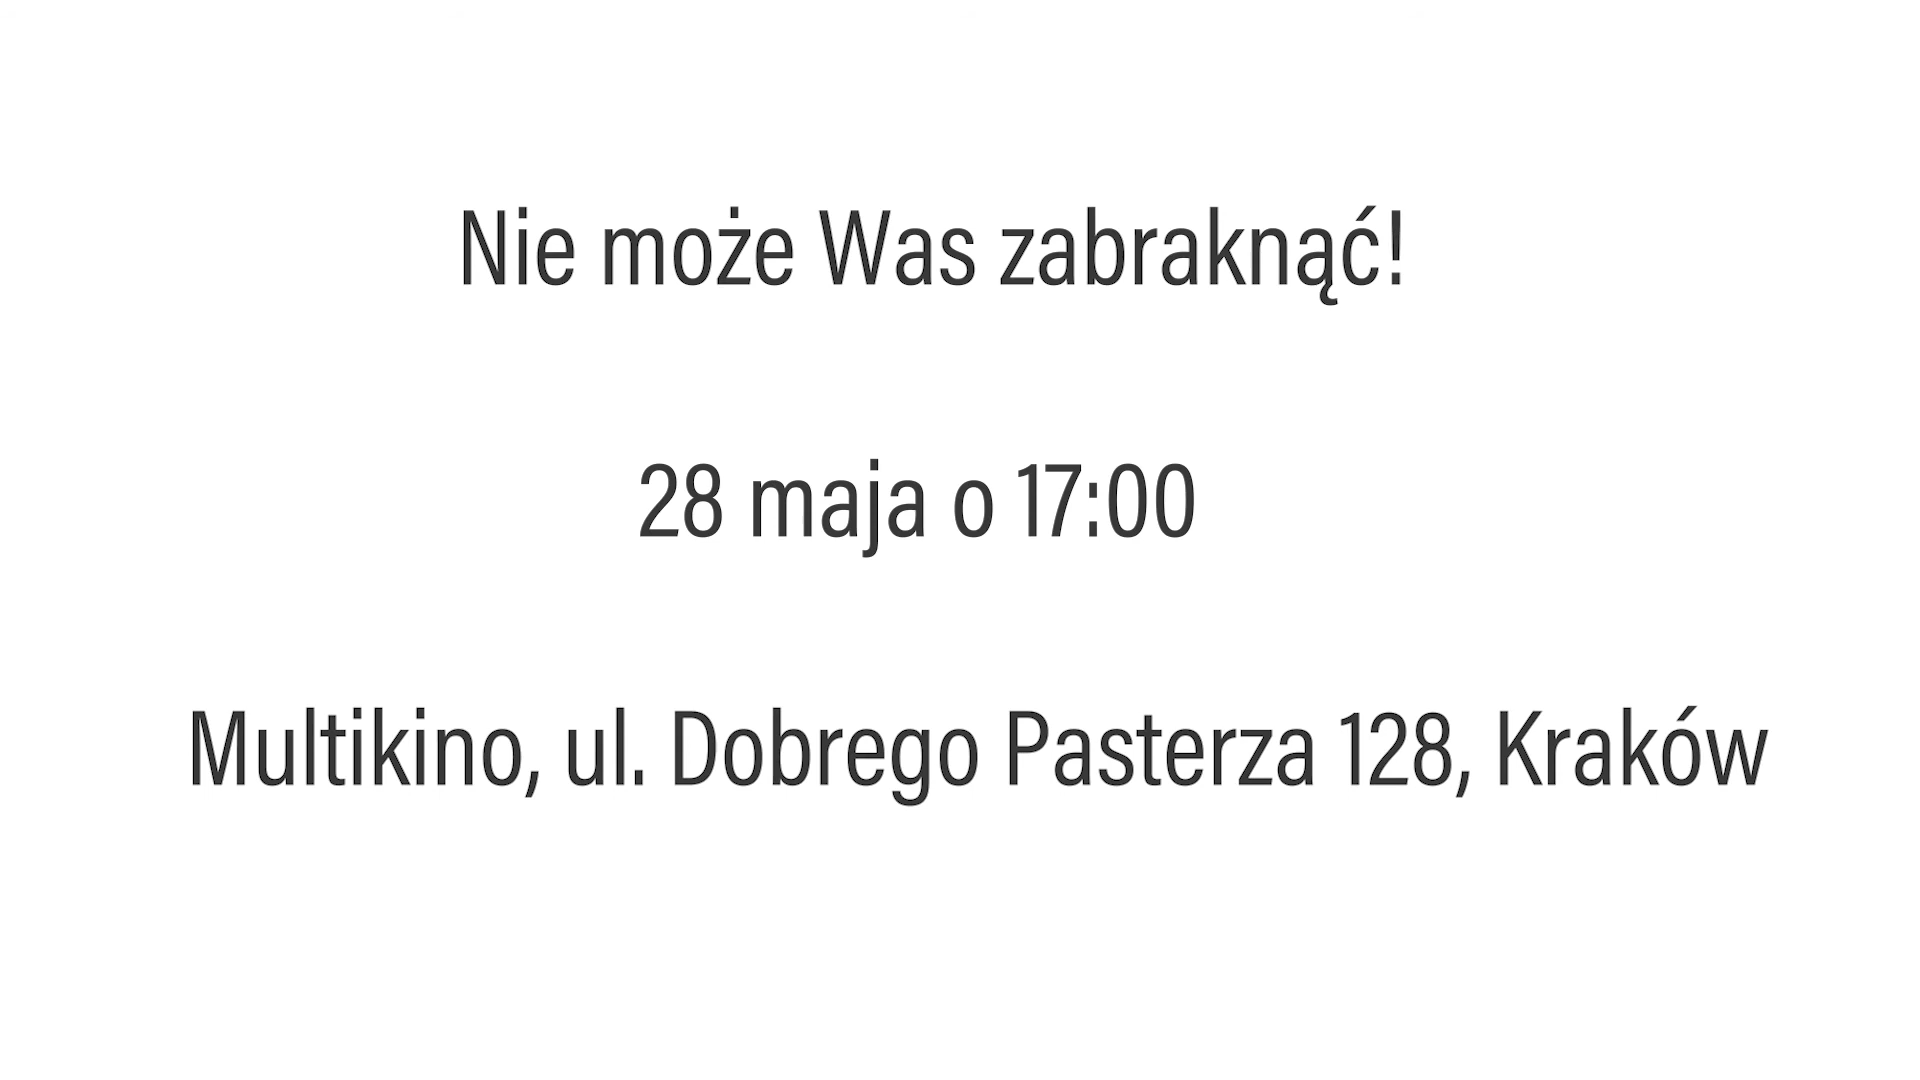 Nie może Was zabraknąć!
28 maja o 17:00
Multikino, ul. Dobrego Pasterza 128, Kraków